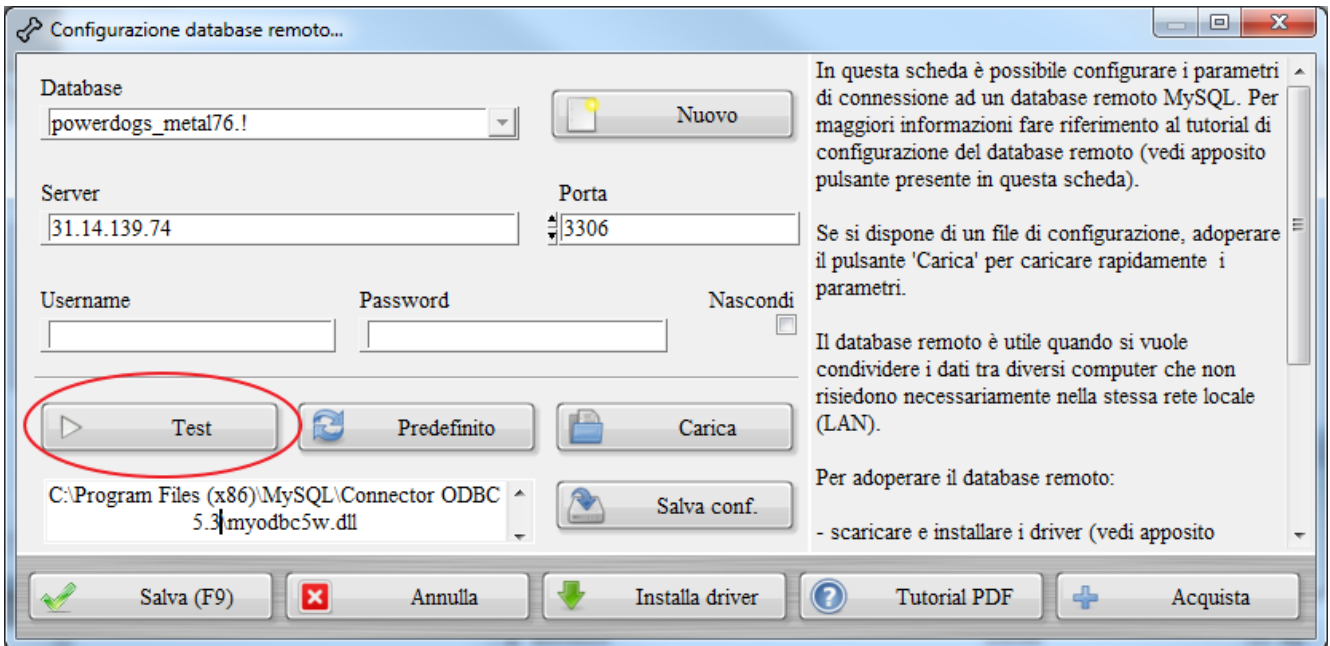 Configurazione database remoto...
Database
powerdogs_metal76.!
Nuovo
Server
Porta
31.14.139.74
3306
Username
Password
Nascondi
Test
Predefinito
Carica
C:\Program Files (x86)\MySQL\Connector ODBC
5.3\myodbc5w.dll
Salva conf.
In questa scheda è possibile configurare i parametri
di connessione ad un database remoto MySQL. Per
maggiori informazioni fare riferimento al tutorial di
configurazione del database remoto (vedi apposito
pulsante presente in questa scheda).
Se si dispone di un file di configurazione, adoperare
il pulsante 'Carica' per caricare rapidamente i
parametri.
Il database remoto è utile quando si vuole
condividere i dati tra diversi computer che non
risiedono necessariamente nella stessa rete locale
(LAN).
Per adoperare il database remoto:
- scaricare e installare i driver (vedi apposito
Salva (F9)
Annulla
Installa driver
Tutorial PDF
Acquista